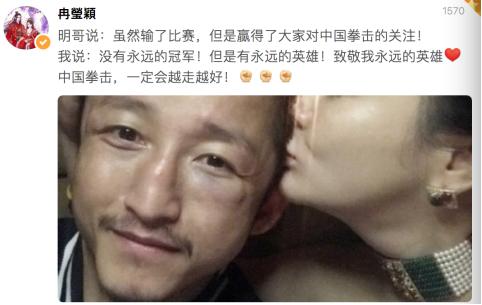 冉瑩穎
1570
明哥说：虽然输了比赛，但是赢得了大家对中国拳击的关注！
我说：没有永远的冠军！但是有永远的英雄！致敬我永远的英雄❤️
中国拳击，一定会越走越好！✊✊✊